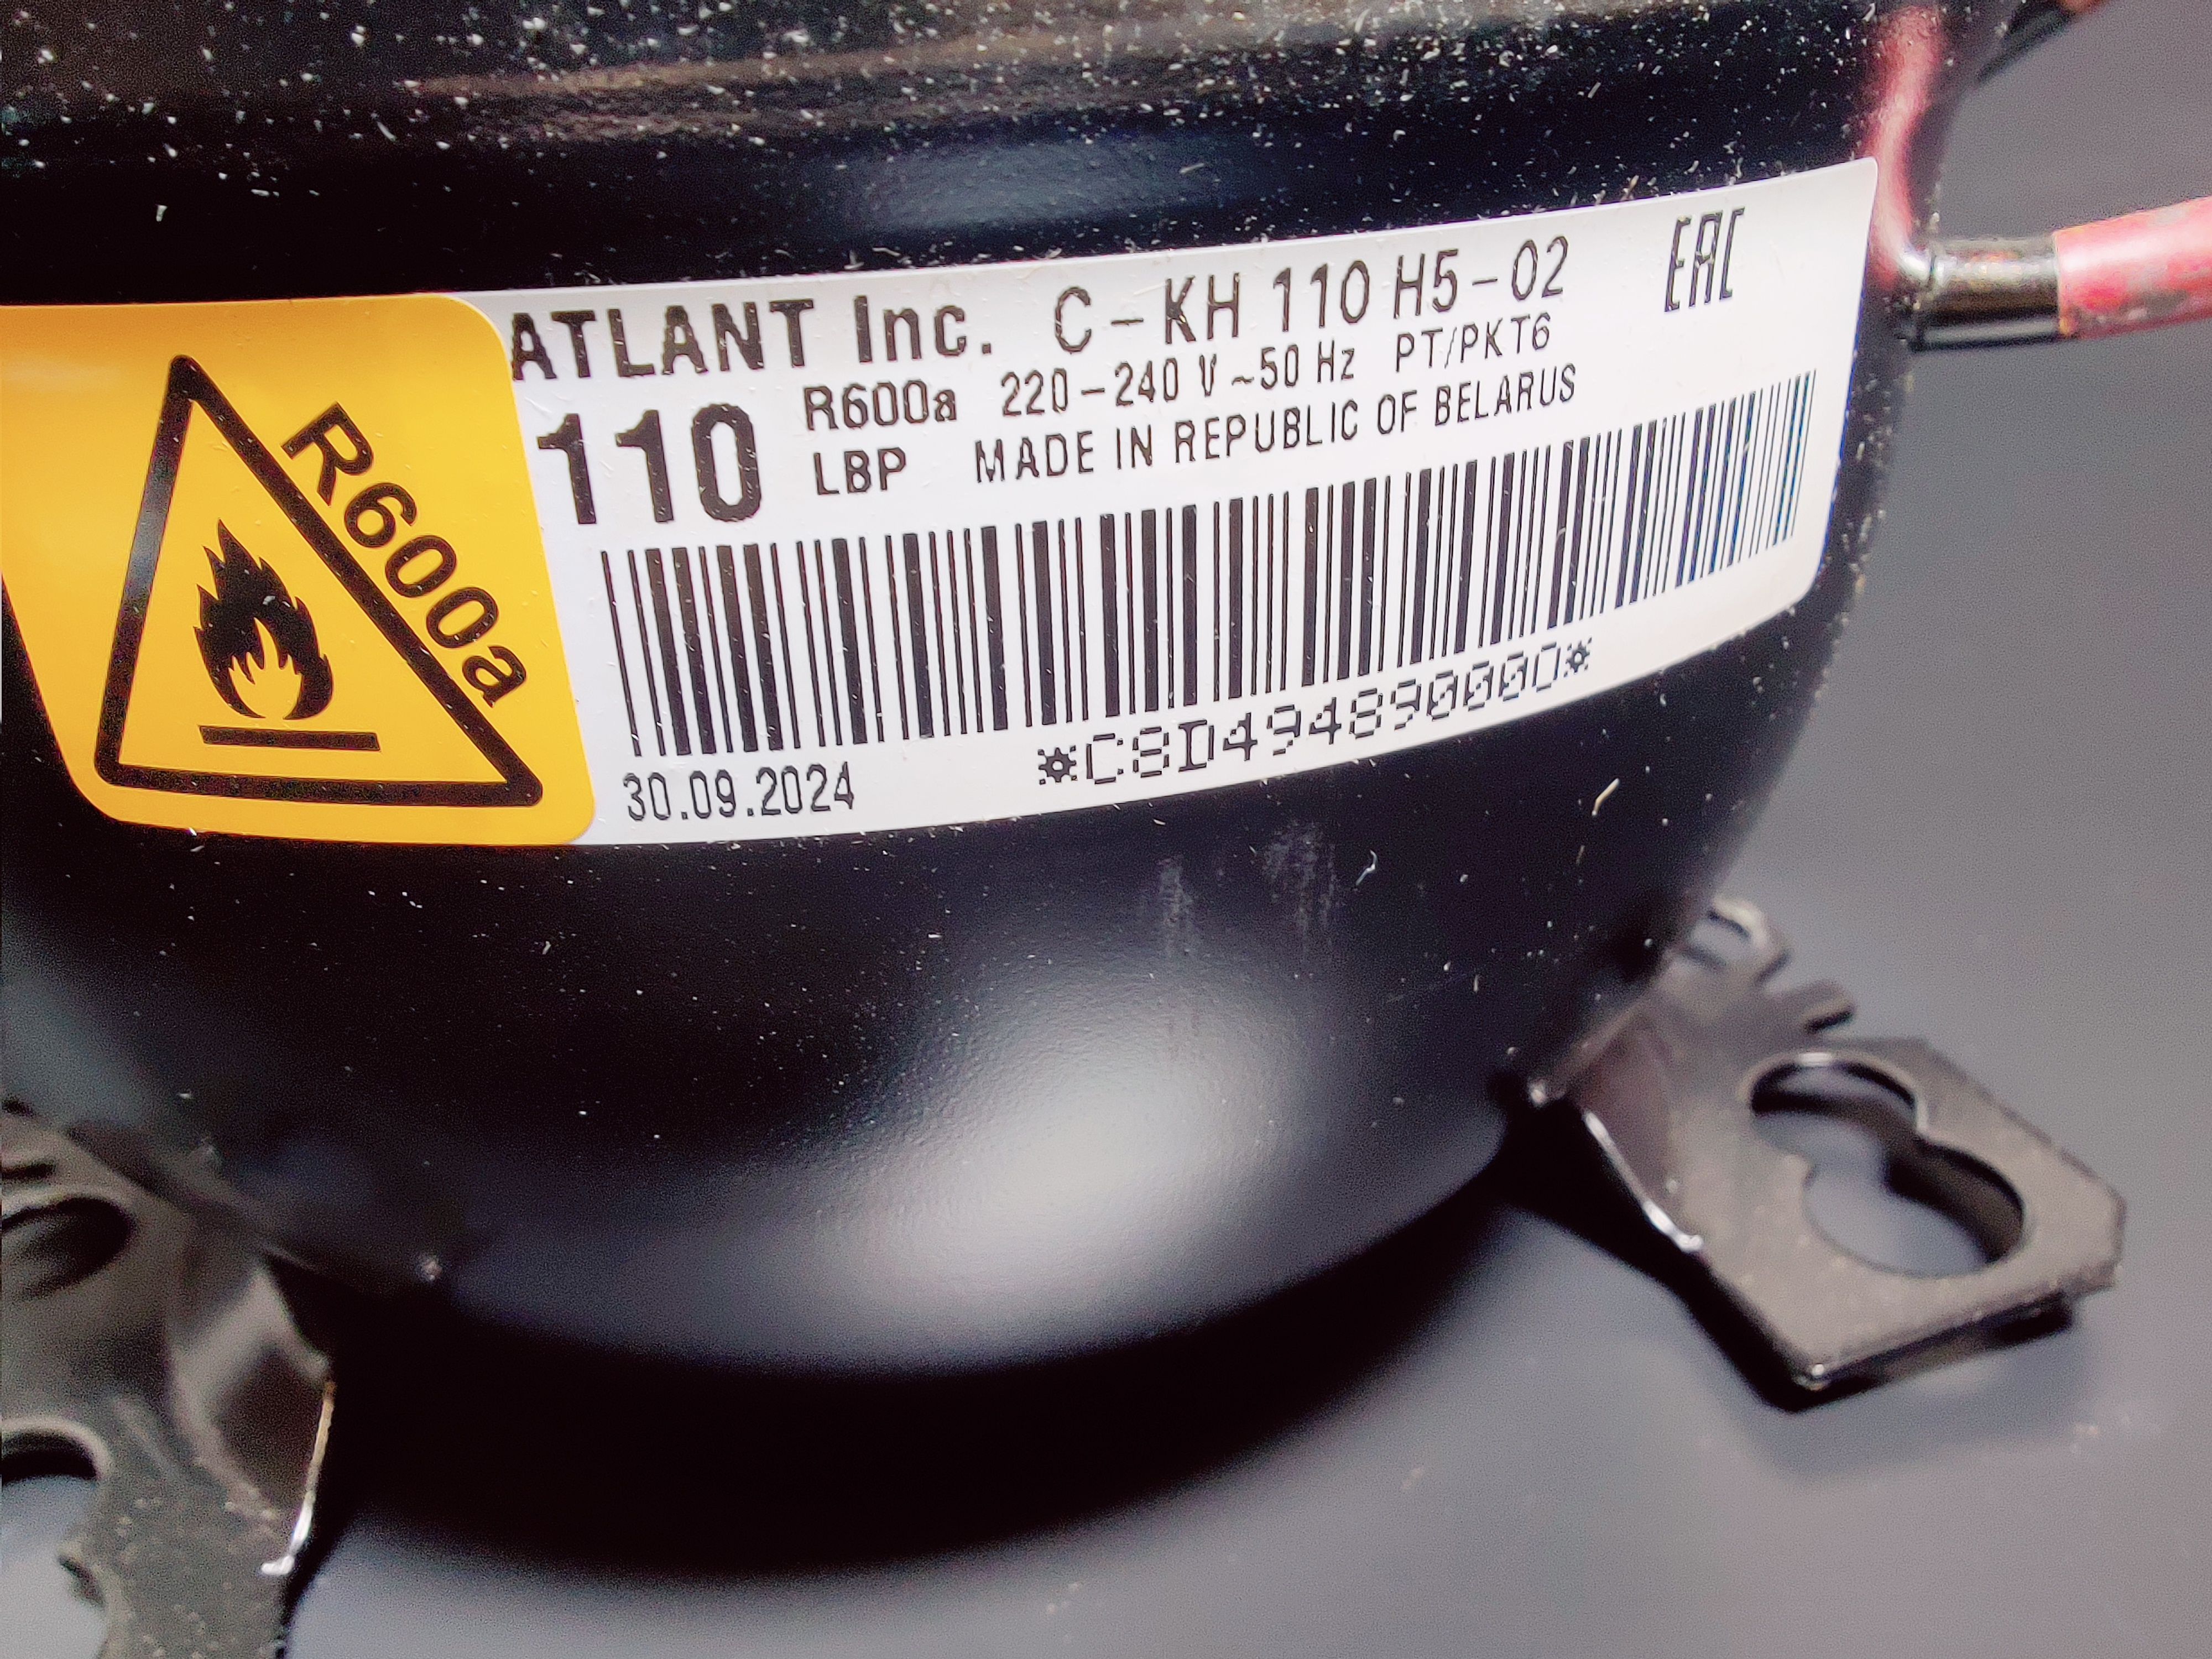 R600a
ATLANT Inc. C-KH 110 H5-02 EAC
110 R600a 220-240 V ~50 Hz PT/PKT6
LBP MADE IN REPUBLIC OF BELARUS
30.09.2024 *C8D494890000*